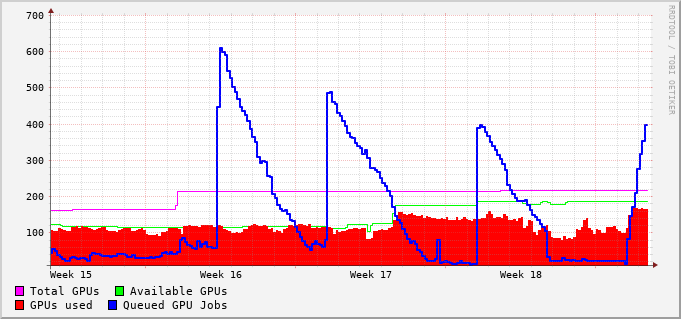 700
600
500
400
300
200
100
Week 15 Week 16 Week 17 Week 18
Total GPUs Available GPUs
GPUs used Queued GPU Jobs
RRDTOOL / TOBI OETIKER